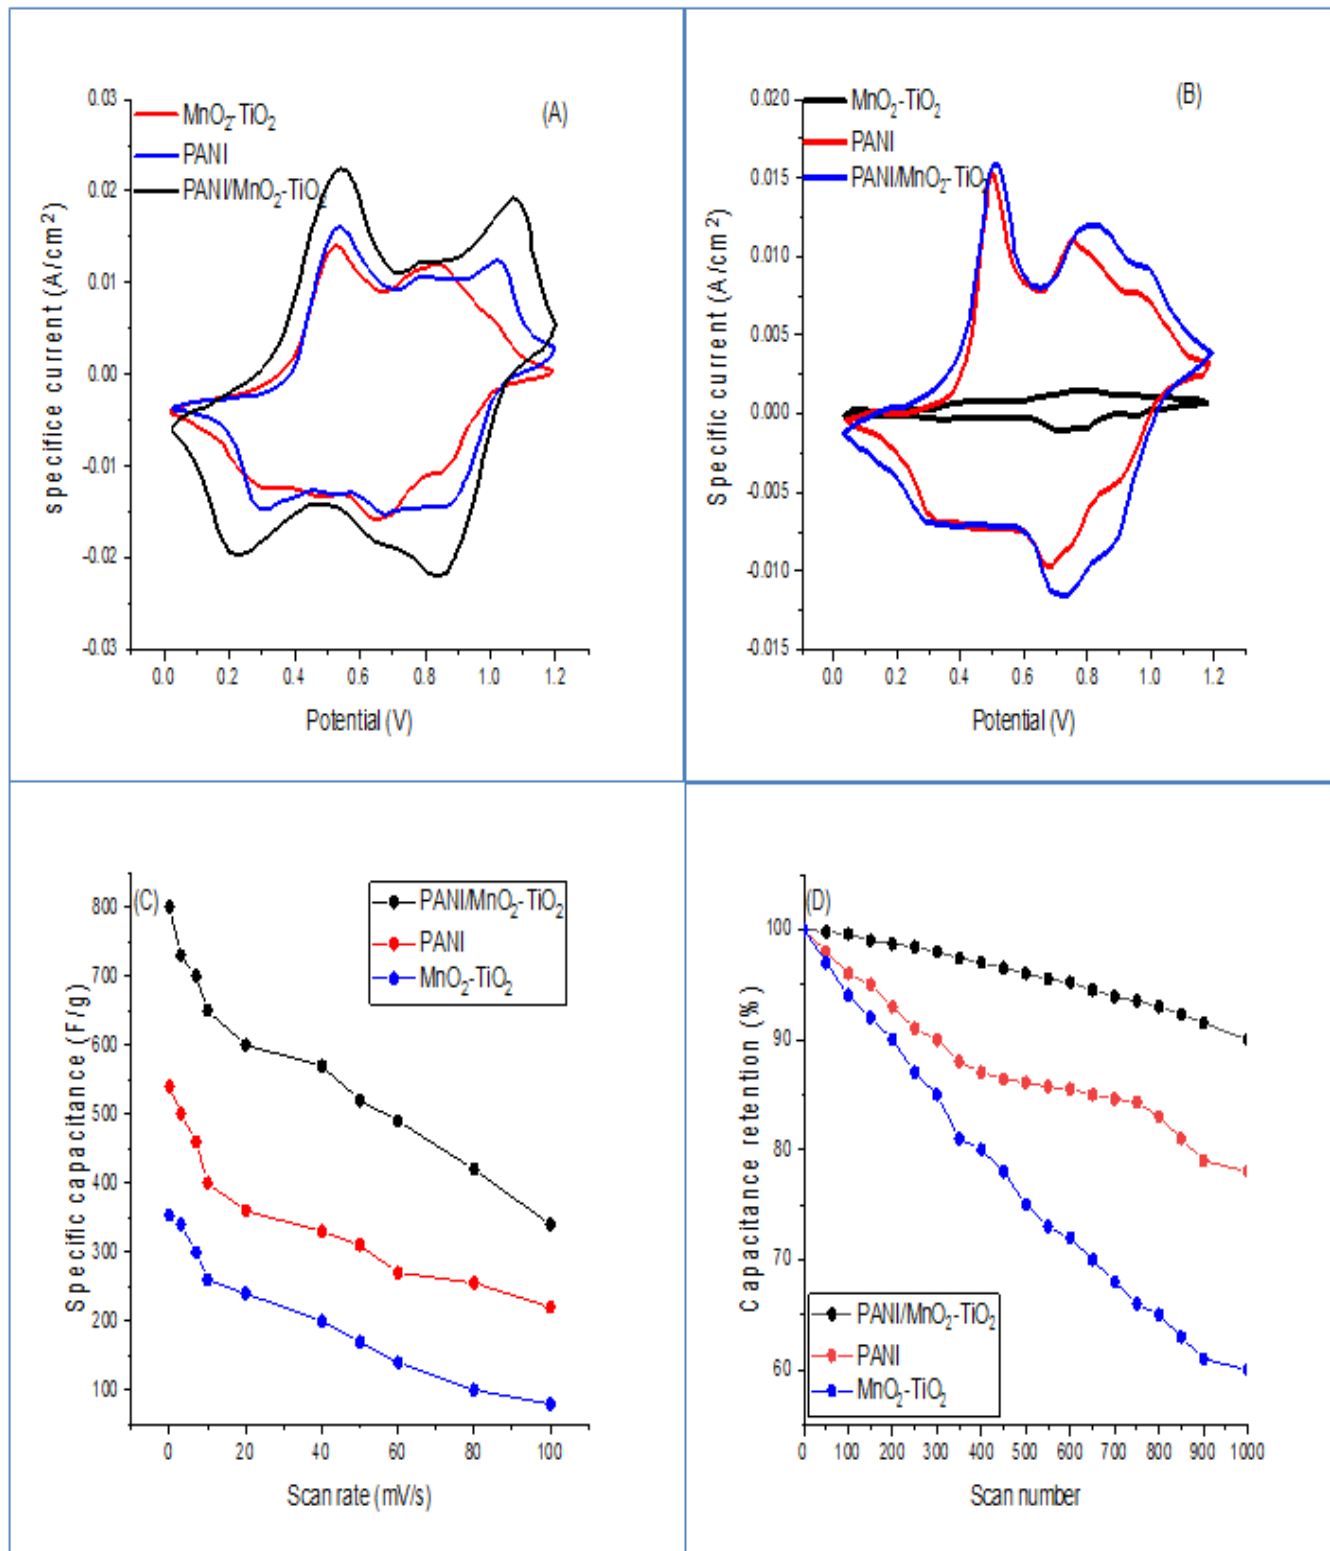 (A)
0.03
0.02
0.01
0.00
-0.01
-0.02
-0.03
MnO2-TiO2
PANI
PANI/MnO2-TiO2
specifice current (A/cm²)
0.0 0.2 0.4 0.6 0.8 1.0 1.2
Potential (V)
(B)
0.020
0.015
0.010
0.005
0.000
-0.005
-0.010
-0.015
MnO2-TiO2
PANI
PANI/MnO2-TiO2
Specific current (A/cm²)
0.0 0.2 0.4 0.6 0.8 1.0 1.2
Potential (V)
(C)
800
700
600
500
400
300
200
100
PANI/MnO2-TiO2
PANI
MnO2-TiO2
Specific capacitance (F/g)
0 20 40 60 80 100
Scan rate (mV/s)
(D)
100
90
80
70
60
PANI/MnO2-TiO2
PANI
MnO2-TiO2
Capacitance retention (%)
0 100 200 300 400 500 600 700 800 900 1000
Scan number